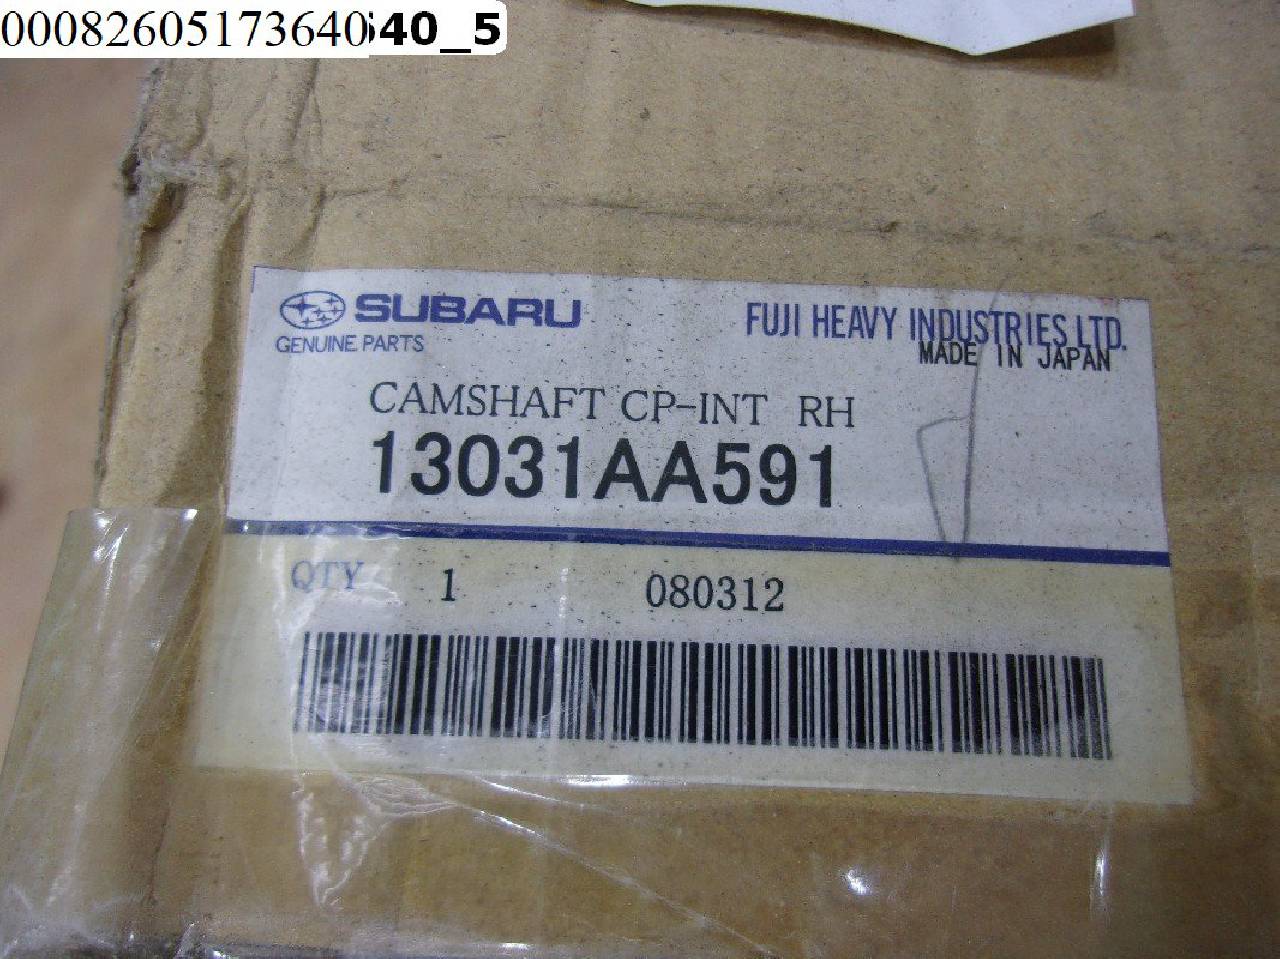 00082605173640
40_5
SUBARU
GENUINE PARTS
FUJI HEAVY INDUSTRIES LTD.
MADE IN JAPAN
CAMSHAFT CP-INT RH
13031AA591
QTY 1 080312